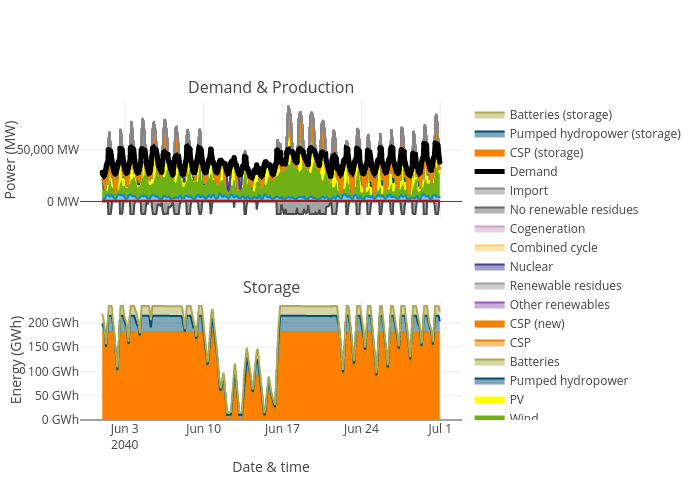 Demand & Production
Power (MW)
50,000 MW
0 MW
Storage
Energy (GWh)
200 GWh
150 GWh
100 GWh
50 GWh
0 GWh
Jun 3
2040
Jun 10
Jun 17
Jun 24
Jul 1
Date & time
Batteries (storage)
Pumped hydropower (storage)
CSP (storage)
Demand
Import
No renewable residues
Cogeneration
Combined cycle
Nuclear
Renewable residues
Other renewables
CSP (new)
CSP
Batteries
Pumped hydropower
PV
Wind